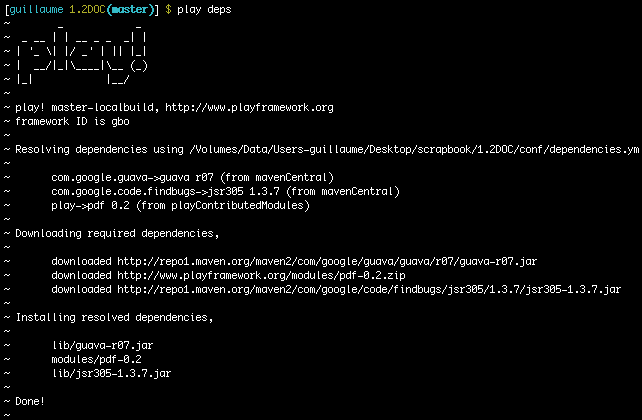 [guillaume 1.2DOC(master)] $ play deps
~        _            _
~  _ __ | | __ _ _  _| |
~ | '_ \| |/ _' | || |_|
~ |  __/|_|\____|\__ (_)
~ |_|            |__/
~
~ play! master-localbuild, http://www.playframework.org
~ framework ID is gbo
~
~ Resolving dependencies using /Volumes/Data/Users-guillaume/Desktop/scrapbook/1.2DOC/conf/dependencies.ym
~
~ com.google.guava->guava r07 (from mavenCentral)
~ com.google.code.findbugs->jsr305 1.3.7 (from mavenCentral)
~ play->pdf 0.2 (from playContributedModules)
~
~ Downloading required dependencies,
~
~ downloaded http://repo1.maven.org/maven2/com/google/guava/guava/r07/guava-r07.jar
~ downloaded http://www.playframework.org/modules/pdf-0.2.zip
~ downloaded http://repo1.maven.org/maven2/com/google/code/findbugs/jsr305/1.3.7/jsr305-1.3.7.jar
~
~ Installing resolved dependencies,
~
~ lib/guava-r07.jar
~ modules/pdf-0.2
~ lib/jsr305-1.3.7.jar
~
~ Done!
~